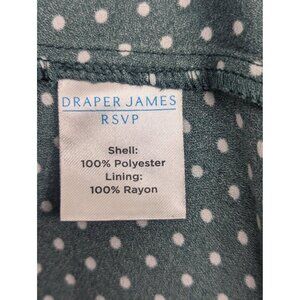 DRAPER JAMES
RSVP
Shell:
100% Polyester
Lining:
100% Rayon